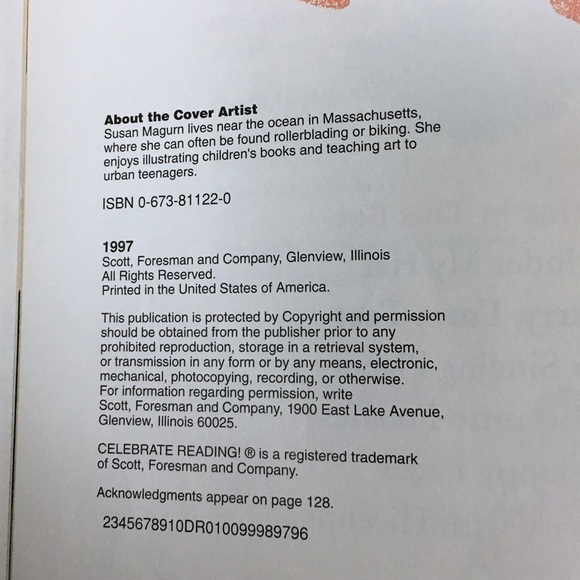 About the Cover Artist
Susan Magurn lives near the ocean in Massachusetts,
where she can often be found rollerblading or biking. She
enjoys illustrating children's books and teaching art to
urban teenagers.
ISBN 0-673-81122-0
1997
Scott, Foresman and Company, Glenview, Illinois
All Rights Reserved.
Printed in the United States of America.
This publication is protected by Copyright and permission
should be obtained from the publisher prior to any
prohibited reproduction, storage in a retrieval system,
or transmission in any form or by any means, electronic,
mechanical, photocopying, recording, or otherwise.
For information regarding permission, write
Scott, Foresman and Company, 1900 East Lake Avenue,
Glenview, Illinois 60025.
CELEBRATE READING! ® is a registered trademark
of Scott, Foresman and Company.
Acknowledgments appear on page 128.
2345678910DR010099989796